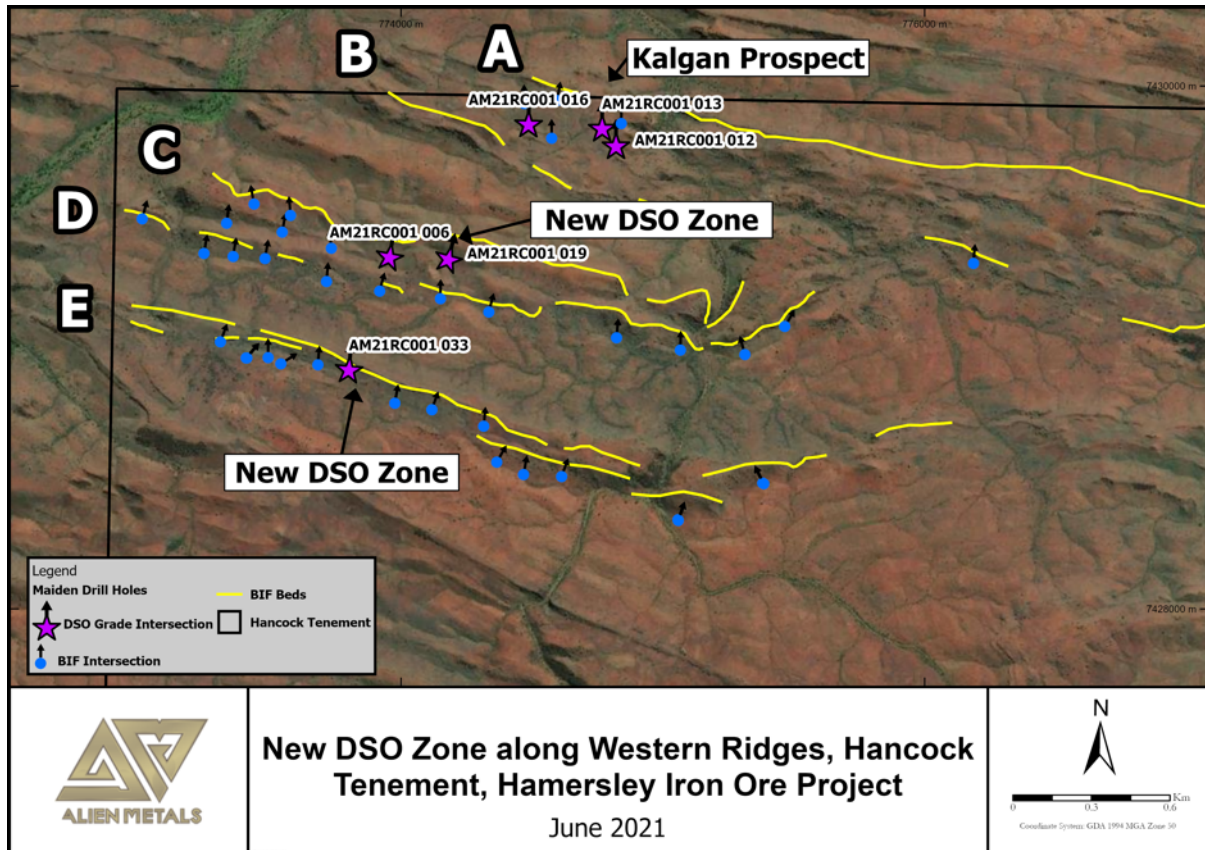 774000 m
776000 m
B
A
Kalgan Prospect
7430000 m
AM21RC001 016
AM21RC001 013
AM21RC001 012
C
D
New DSO Zone
AM21RC001 006
AM21RC001 019
E
AM21RC001 033
New DSO Zone
Legend
Maiden Drill Holes
DSO Grade Intersection
BIF Intersection
BIF Beds
Hancock Tenement
7428000 m
ALIEN METALS
New DSO Zone along Western Ridges, Hancock
Tenement, Hamersley Iron Ore Project
June 2021
N
Km
0
0.3
0.6
Coordinate System: GDA 1994 MGA Zone 50